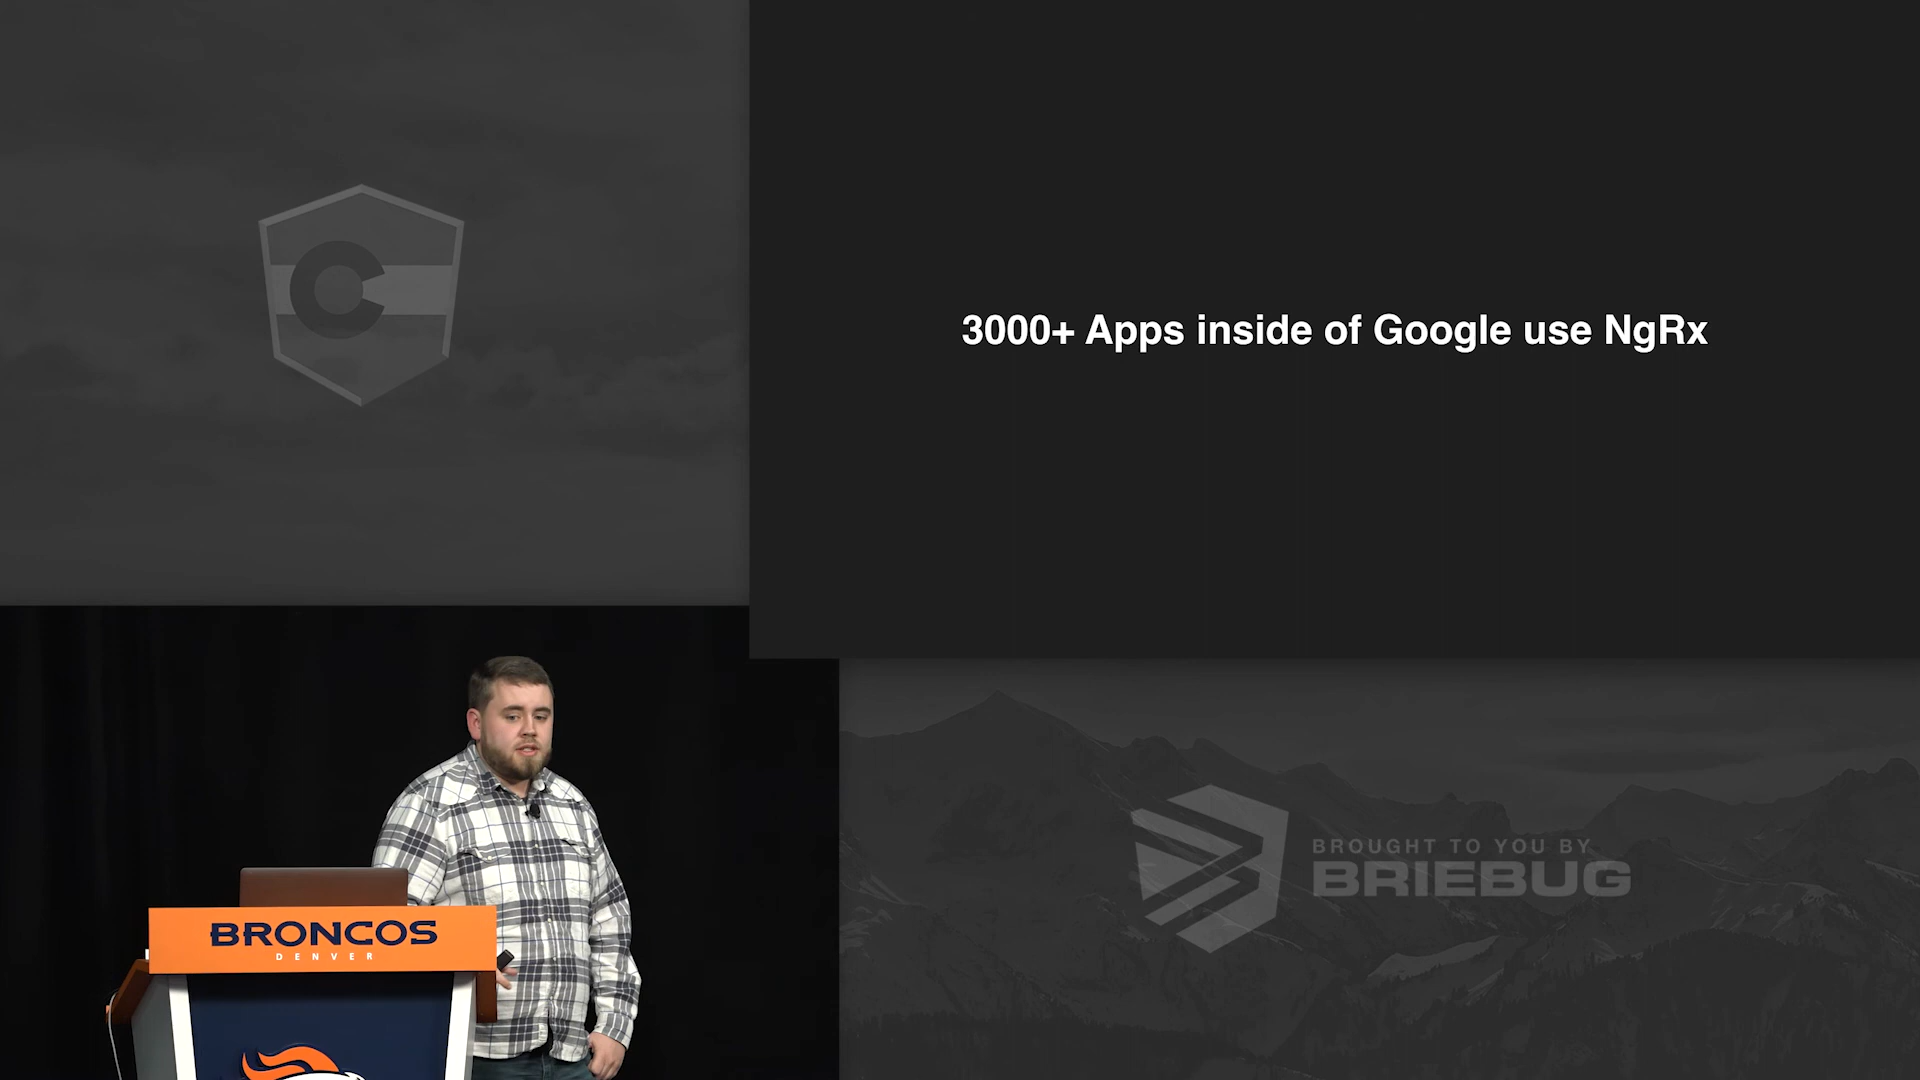 3000+ Apps inside of Google use NgRx
BROUGHT TO YOU BY
BRIEBUG
BRONCOS
DENVER